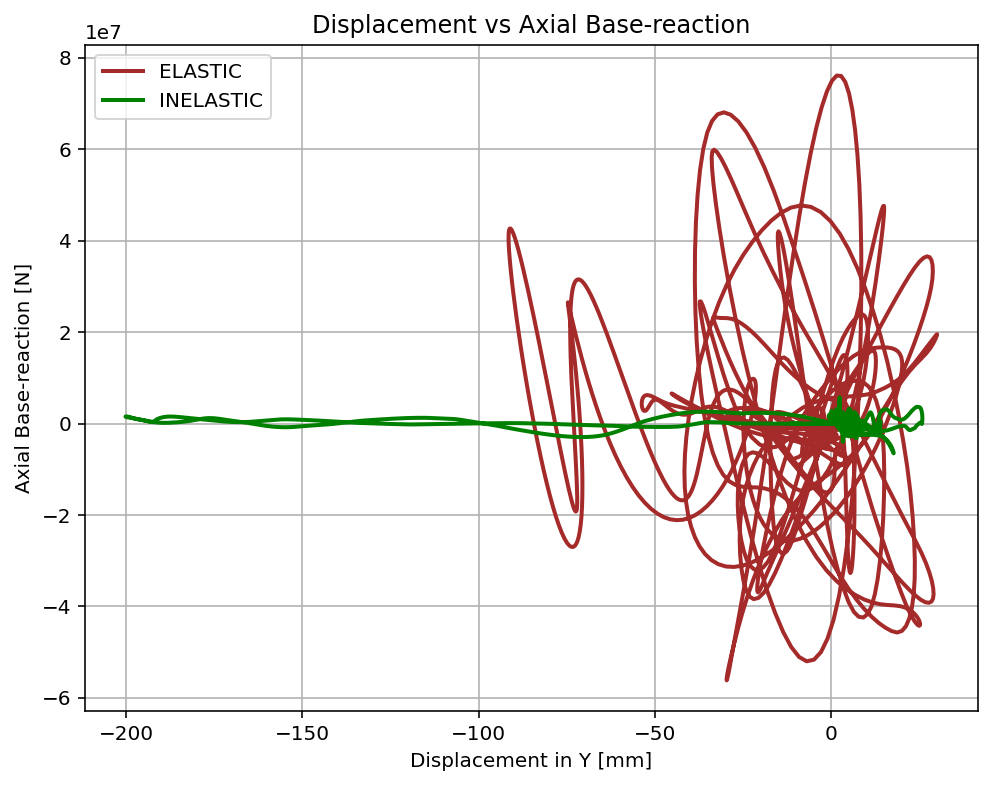 Displacement vs Axial Base-reaction
1e7
ELASTIC
INELASTIC
8
6
4
2
0
−2
−4
−6
Axial Base-reaction [N]
−200
−150
−100
−50
0
Displacement in Y [mm]